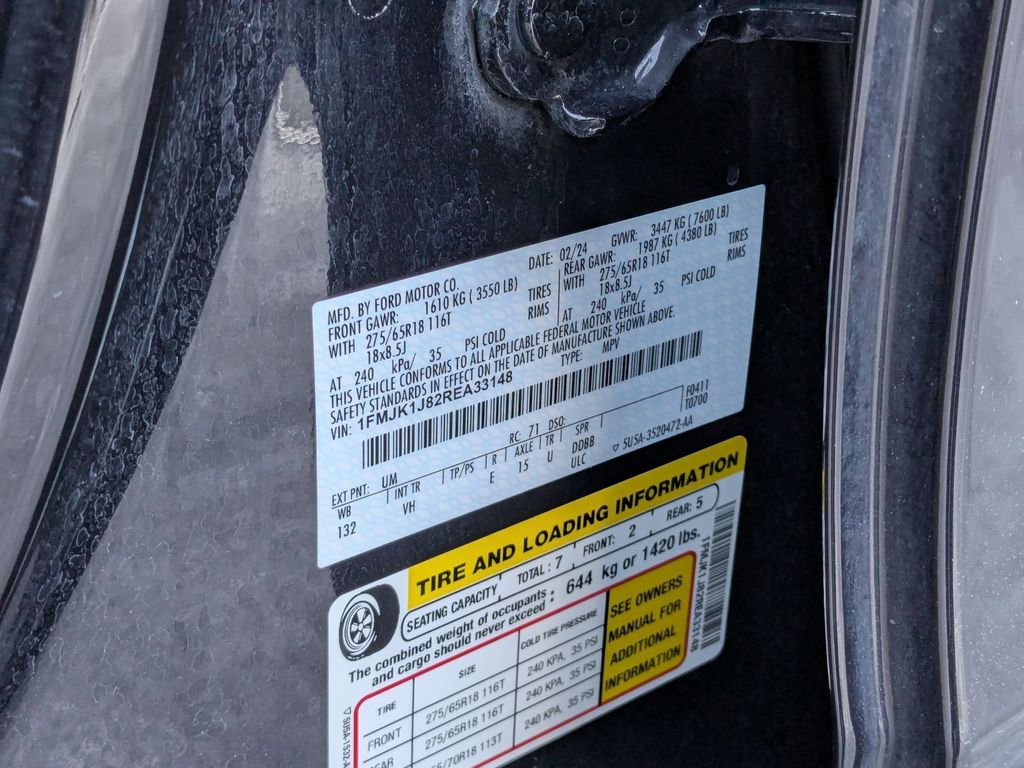 MFD. BY FORD MOTOR CO. DATE: 02/24 GVWR: 3447 KG ( 7600 LB)
FRONT GAWR: 1610 KG ( 3550 LB) REAR GAWR: 1987 KG ( 4380 LB)
WITH 275/65R18 116T TIRES WITH 275/65R18 116T TIRES
18x8.5J RIMS 18x8.5J RIMS
AT 240 kPa/ 35 PSI COLD AT 240 kPa/ 35 PSI COLD
THIS VEHICLE CONFORMS TO ALL APPLICABLE FEDERAL MOTOR VEHICLE
SAFETY STANDARDS IN EFFECT ON THE DATE OF MANUFACTURE SHOWN ABOVE.
VIN: 1FMJK1J82REA33148 TYPE: MPV
EXT PNT: UM RC: 71 DSO: F0411
WB INT TR TP/PS R AXLE TR SPR T0700
132 VH E 15 U DDBB
ULC ▽ 5U5A-3520472-AA
TIRE AND LOADING INFORMATION
SEATING CAPACITY TOTAL : 7 FRONT: 2 REAR: 5
The combined weight of occupants
and cargo should never exceed : 644 kg or 1420 lbs.
TIRE SIZE COLD TIRE PRESSURE
FRONT 275/65R18 116T 240 KPA, 35 PSI
REAR 275/65R18 116T 240 KPA, 35 PSI
/70R18 113T 240 KPA, 35 PSI
SEE OWNERS
MANUAL FOR
ADDITIONAL
INFORMATION
1FMJK1J82REA33148